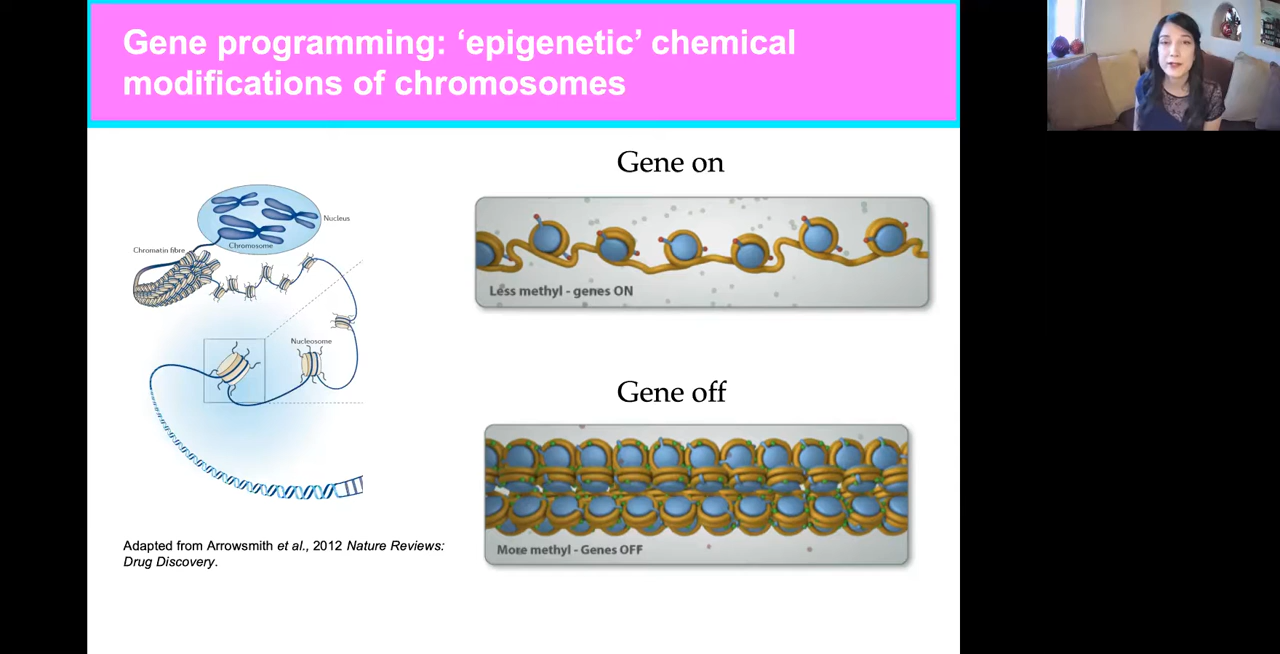 Gene programming: ‘epigenetic’ chemical
modifications of chromosomes
Nucleus
Chromosome
Chromatin fibre
Nucleosome
Adapted from Arrowsmith et al., 2012 Nature Reviews:
Drug Discovery.
Gene on
Less methyl - genes ON
Gene off
More methyl - Genes OFF